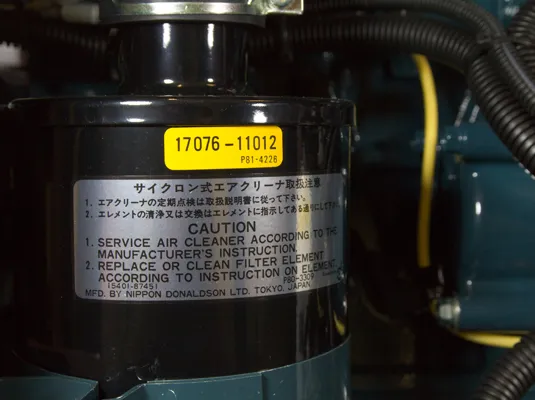 17076-11012
P81-4226
サイクロン式エアクリーナ取扱注意
1. エアクリーナの定期点検は取扱説明書に従って下さい。
2. エレメントの清浄又は交換はエレメントに指示してある通りにして下
CAUTION
1. SERVICE AIR CLEANER ACCORDING TO THE
MANUFACTURER'S INSTRUCTION.
2. REPLACE OR CLEAN FILTER ELEMENT
ACCORDING TO INSTRUCTION ON ELEMENT
(5401-8745) P80-3309
MFD. BY NIPPON DONALDSON LTD. TOKYO, JAPAN